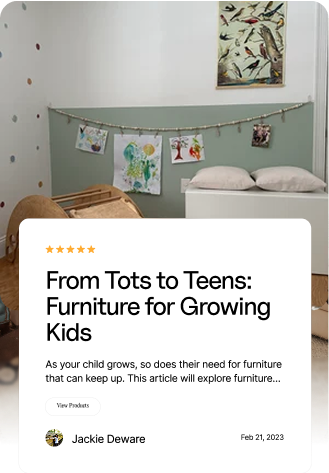 From Tots to Teens:
Furniture for Growing
Kids
As your child grows, so does their need for furniture
that can keep up. This article will explore furniture...
View Products
Jackie Deware
Feb 21, 2023